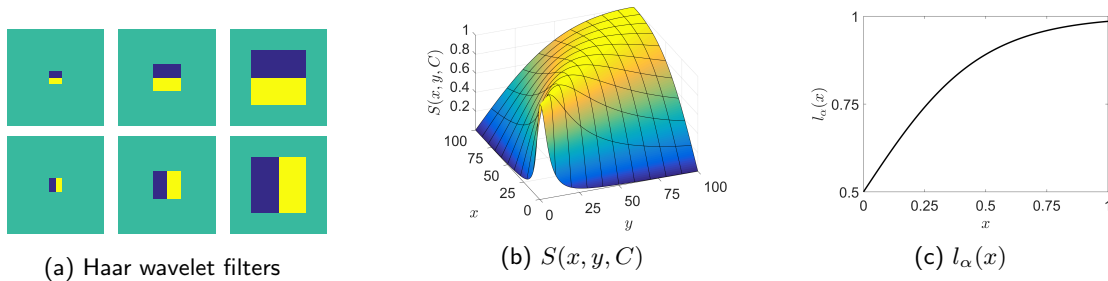 (a) Haar wavelet filters
S(x, y, C)
1
0.8
0.6
0.4
0.2
100
75
50
25
0
x
0
25
50
75
100
y
(b) S(x, y, C)
l_α(x)
1
0.75
0.5
0
0.25
0.5
0.75
1
x
(c) l_α(x)